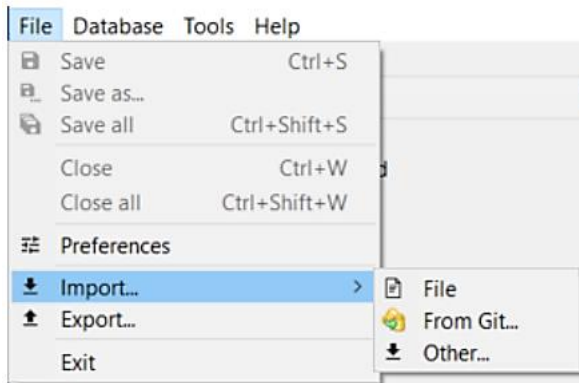 File Database Tools Help
Save Ctrl+S
Save as...
Save all Ctrl+Shift+S
Close Ctrl+W
Close all Ctrl+Shift+W
Preferences
Import... >
File
From Git...
Other...
Export...
Exit